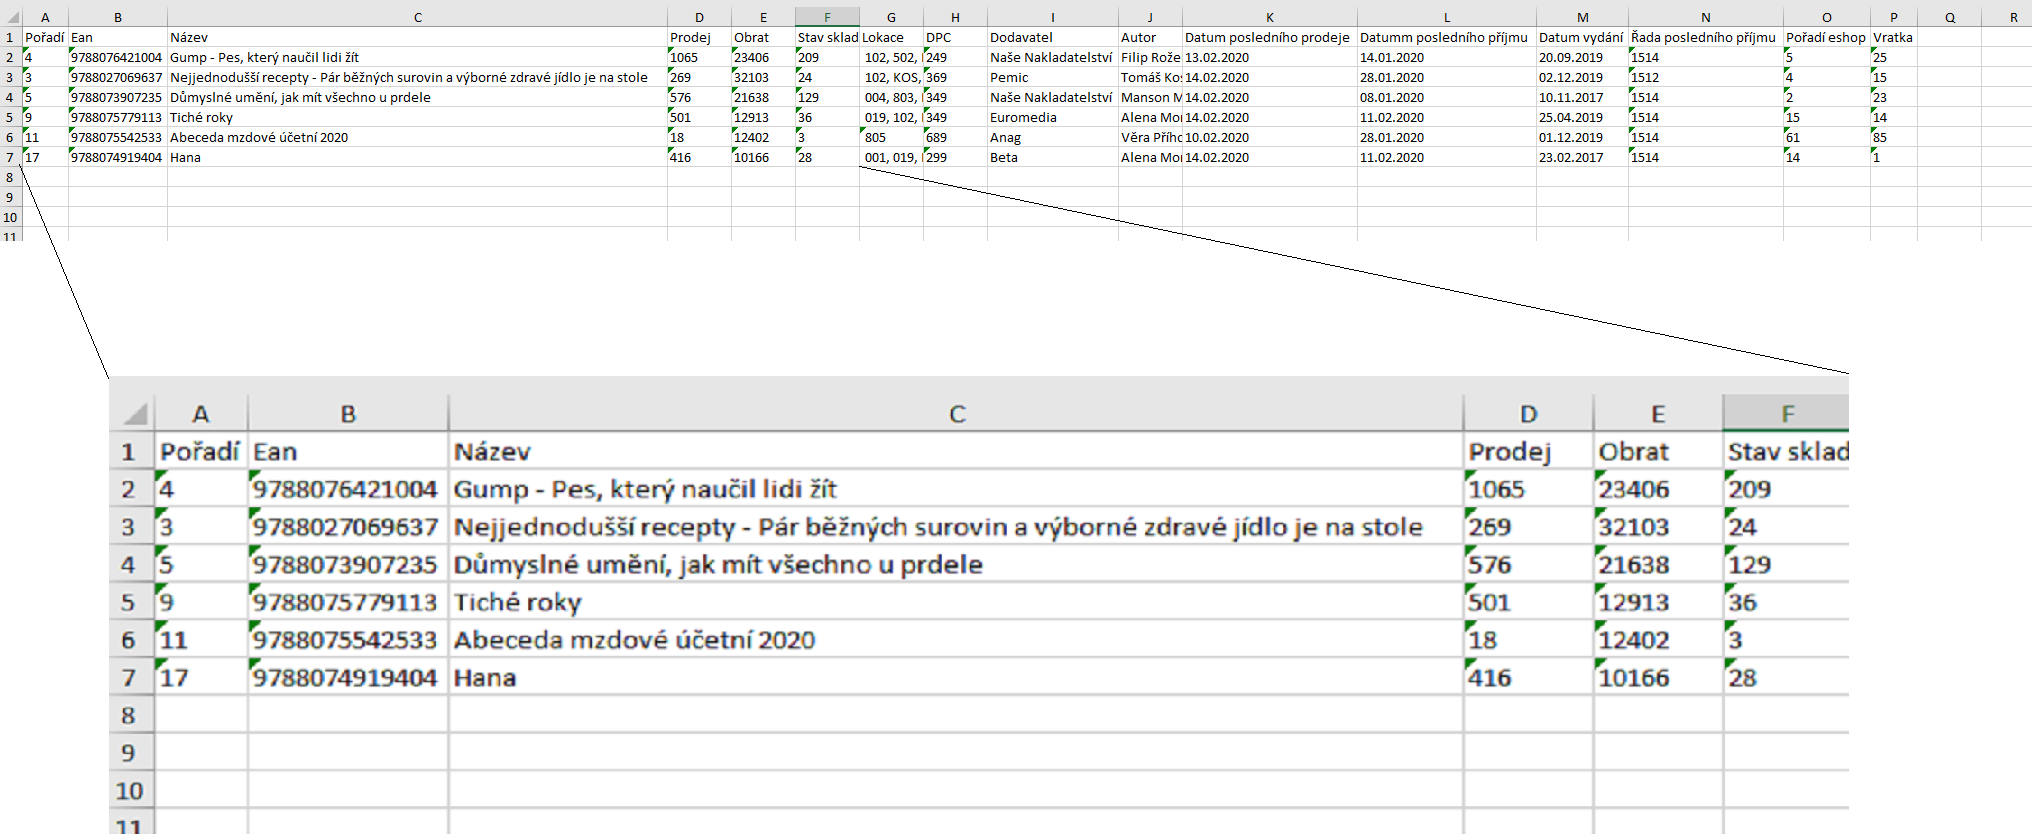 A B C D E F G H I J K L M N O P Q R
1 Pořadí Ean Název Prodej Obrat Stav sklad Lokace DPC Dodavatel Autor Datum posledního prodeje Datumm posledního příjmu Datum vydání Řada posledního příjmu Pořadí eshop Vratka
2 4 9788076421004 Gump - Pes, který naučil lidi žít 1065 23406 209 102, 502, 249 Naše Nakladatelství Filip Rože 13.02.2020 14.01.2020 20.09.2019 1514 5 25
3 3 9788027069637 Nejjednodušší recepty - Pár běžných surovin a výborné zdravé jídlo je na stole 269 32103 24 102, KOS, 369 Pemic Tomáš Ko 14.02.2020 28.01.2020 02.12.2019 1512 4 15
4 5 9788073907235 Důmyslné umění, jak mít všechno u prdele 576 21638 129 004, 803, 349 Naše Nakladatelství Manson M 14.02.2020 08.01.2020 10.11.2017 1514 2 23
5 9 9788075779113 Tiché roky 501 12913 36 019, 102, 349 Euromedia Alena Mo 14.02.2020 11.02.2020 25.04.2019 1514 15 14
6 11 9788075542533 Abeceda mzdové účetní 2020 18 12402 3 805 689 Anag Věra Přího 10.02.2020 28.01.2020 01.12.2019 1514 61 85
7 17 9788074919404 Hana 416 10166 28 001, 019, 299 Beta Alena Mo 14.02.2020 11.02.2020 23.02.2017 1514 14 1
8
9
10
11
A B C D E F
1 Pořadí Ean Název Prodej Obrat Stav sklad
2 4 9788076421004 Gump - Pes, který naučil lidi žít 1065 23406 209
3 3 9788027069637 Nejjednodušší recepty - Pár běžných surovin a výborné zdravé jídlo je na stole 269 32103 24
4 5 9788073907235 Důmyslné umění, jak mít všechno u prdele 576 21638 129
5 9 9788075779113 Tiché roky 501 12913 36
6 11 9788075542533 Abeceda mzdové účetní 2020 18 12402 3
7 17 9788074919404 Hana 416 10166 28
8
9
10
11